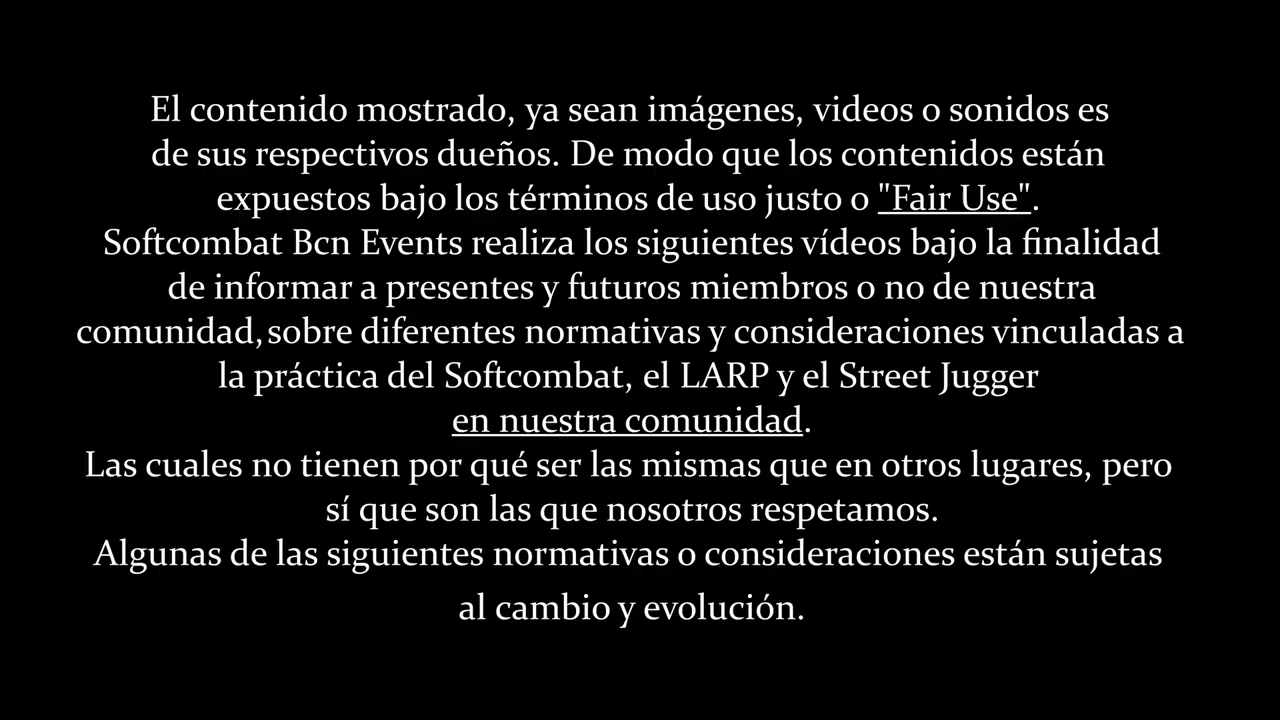 El contenido mostrado, ya sean imágenes, videos o sonidos es
de sus respectivos dueños. De modo que los contenidos están
expuestos bajo los términos de uso justo o "Fair Use".
Softcombat Bcn Events realiza los siguientes vídeos bajo la finalidad
de informar a presentes y futuros miembros o no de nuestra
comunidad, sobre diferentes normativas y consideraciones vinculadas a
la práctica del Softcombat, el LARP y el Street Jugger
en nuestra comunidad.
Las cuales no tienen por qué ser las mismas que en otros lugares, pero
sí que son las que nosotros respetamos.
Algunas de las siguientes normativas o consideraciones están sujetas
al cambio y evolución.